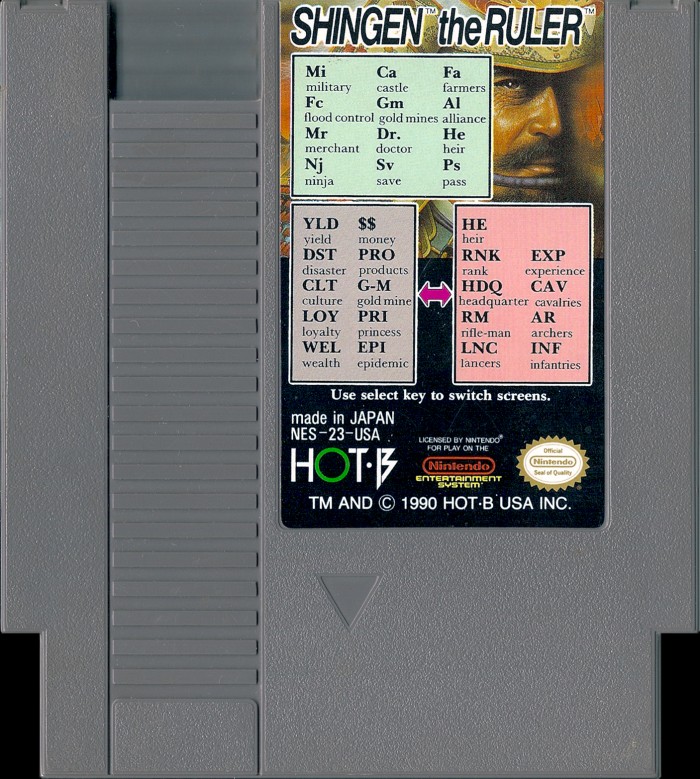 SHINGEN™ the RULER™
Mi Ca Fa
military castle farmers
Fc Gm Al
flood control gold mines alliance
Mr Dr. He
merchant doctor heir
Nj Sv Ps
ninja save pass
YLD $$
yield money
DST PRO
disaster products
CLT G-M
culture gold mine
LOY PRI
loyalty princess
WEL EPI
wealth epidemic
HE
heir
RNK EXP
rank experience
HDQ CAV
headquarter cavalries
RM AR
rifle-man archers
LNC INF
lancers infantries
Use select key to switch screens.
made in JAPAN
NES-23-USA
HOT·B
LICENSED BY NINTENDO®
FOR PLAY ON THE
Nintendo
ENTERTAINMENT
SYSTEM®
Official
Nintendo
Seal of Quality
TM AND © 1990 HOT·B USA INC.